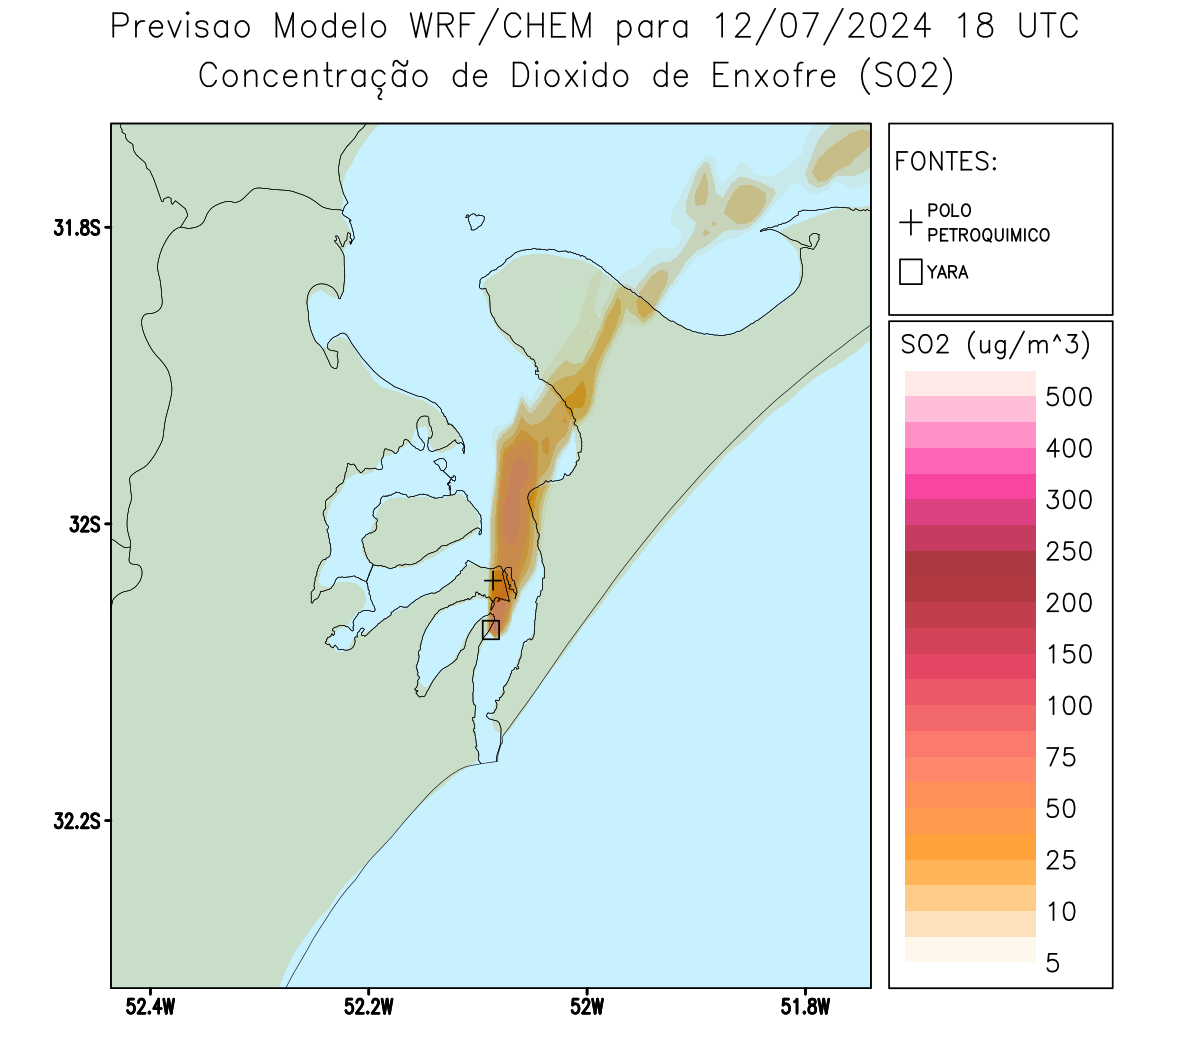 Previsao Modelo WRF/CHEM para 12/07/2024 18 UTC
Concentração de Dioxido de Enxofre (SO2)
FONTES:
POLO
PETROQUIMICO
YARA
SO2 (ug/m^3)
500
400
300
250
200
150
100
75
50
25
10
5
31.8S
32S
32.2S
52.4W
52.2W
52W
51.8W